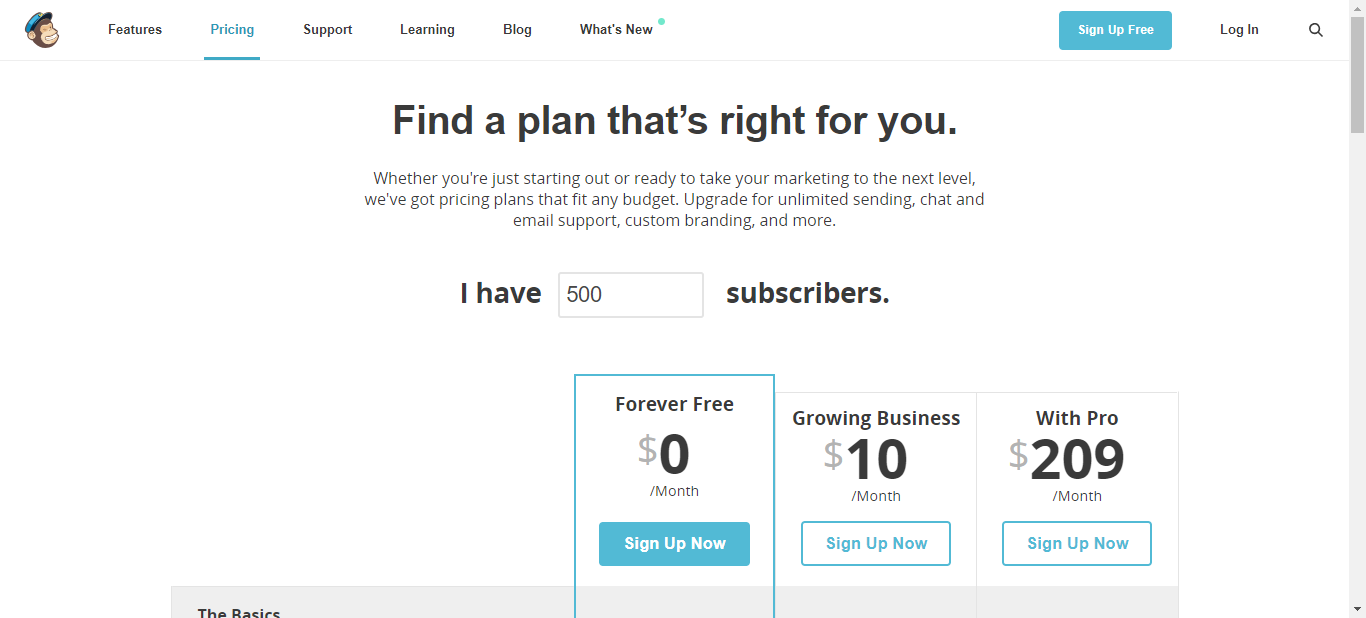 Features Pricing Support Learning Blog What's New Sign Up Free Log In
Find a plan that’s right for you.
Whether you're just starting out or ready to take your marketing to the next level,
we've got pricing plans that fit any budget. Upgrade for unlimited sending, chat and
email support, custom branding, and more.
I have 500 subscribers.
Forever Free
$0
/Month
Sign Up Now
Growing Business
$10
/Month
Sign Up Now
With Pro
$209
/Month
Sign Up Now
The Basics